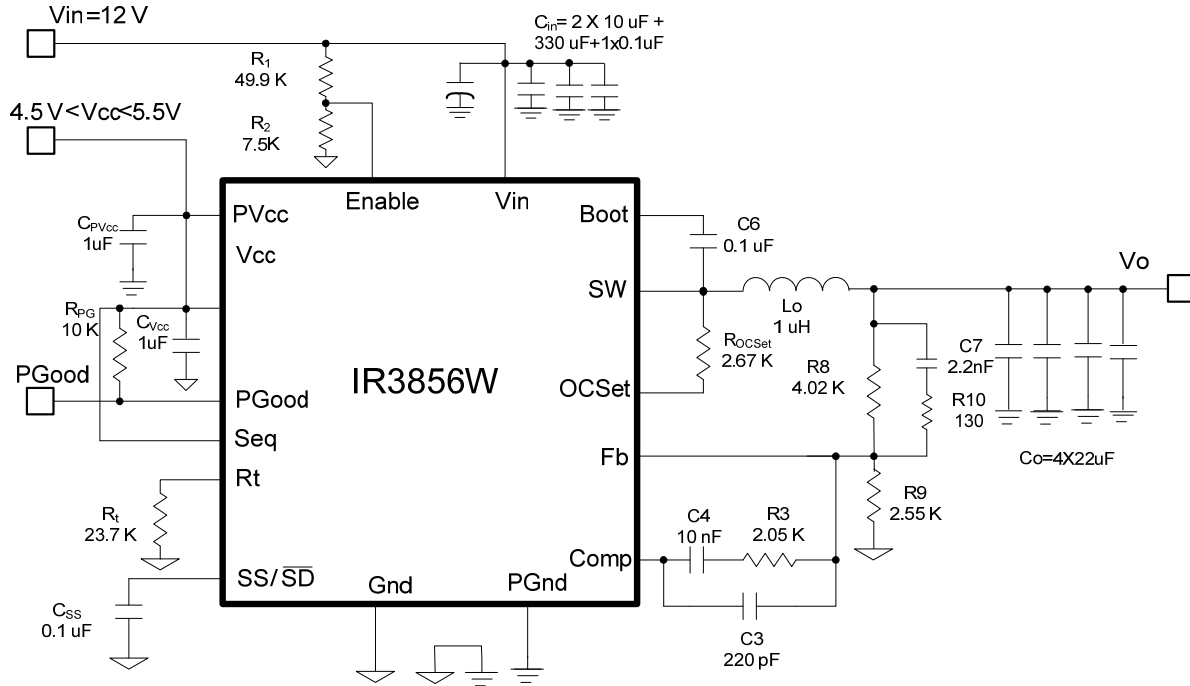 Vin=12 V
Cin= 2 X 10 uF +
330 uF+1x0.1uF
R1
49.9 K
4.5 V<Vcc<5.5V
R2
7.5K
Enable
Vin
PVcc
Boot
CPVcc
1uF
C6
0.1 uF
Vcc
Vo
SW
RPG
10 K
CVcc
1uF
Lo
1 uH
ROCSet
2.67 K
C7
2.2nF
R8
4.02 K
PGood
IR3856W
OCSet
PGood
R10
130
Seq
Fb
Co=4X22uF
Rt
R9
2.55 K
Rt
23.7 K
C4
10 nF
R3
2.05 K
Comp
SS/SD
Gnd
PGnd
CSS
0.1 uF
C3
220 pF